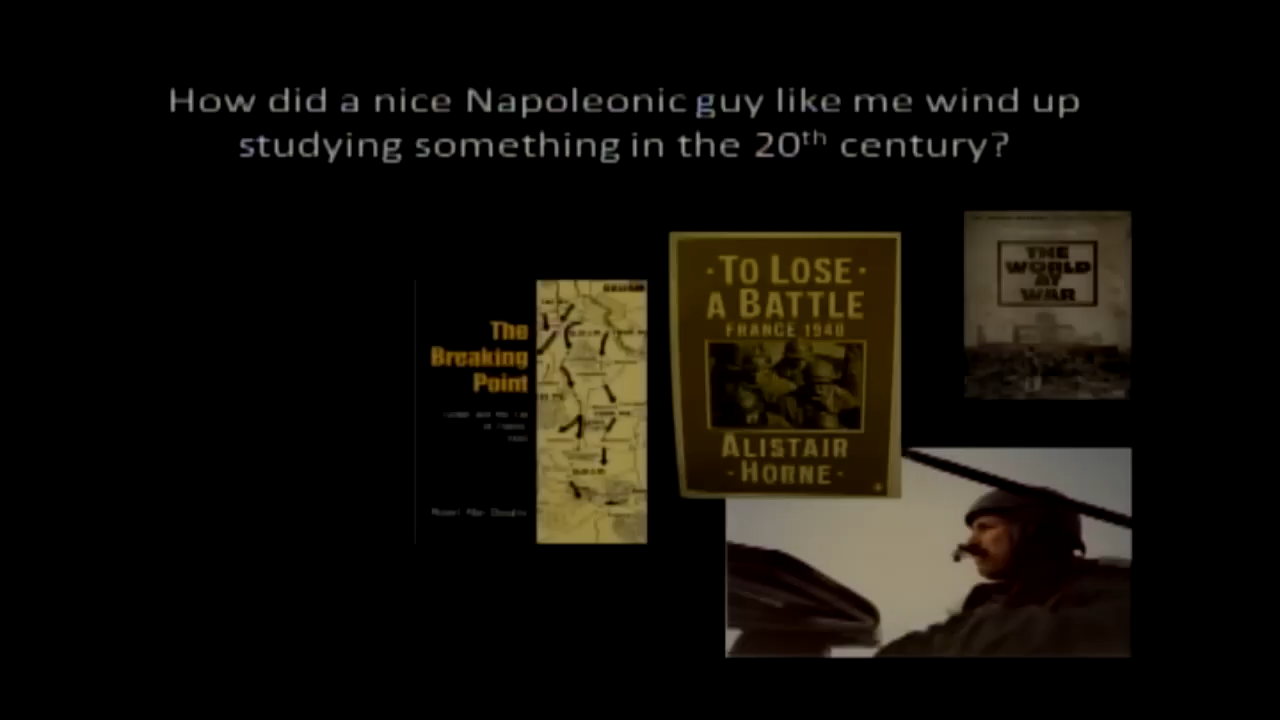 How did a nice Napoleonic guy like me wind up
studying something in the 20th century?
The
Breaking
Point
· TO LOSE ·
A BATTLE
FRANCE 1940
ALISTAIR
· HORNE ·
THE
WORLD
AT
WAR